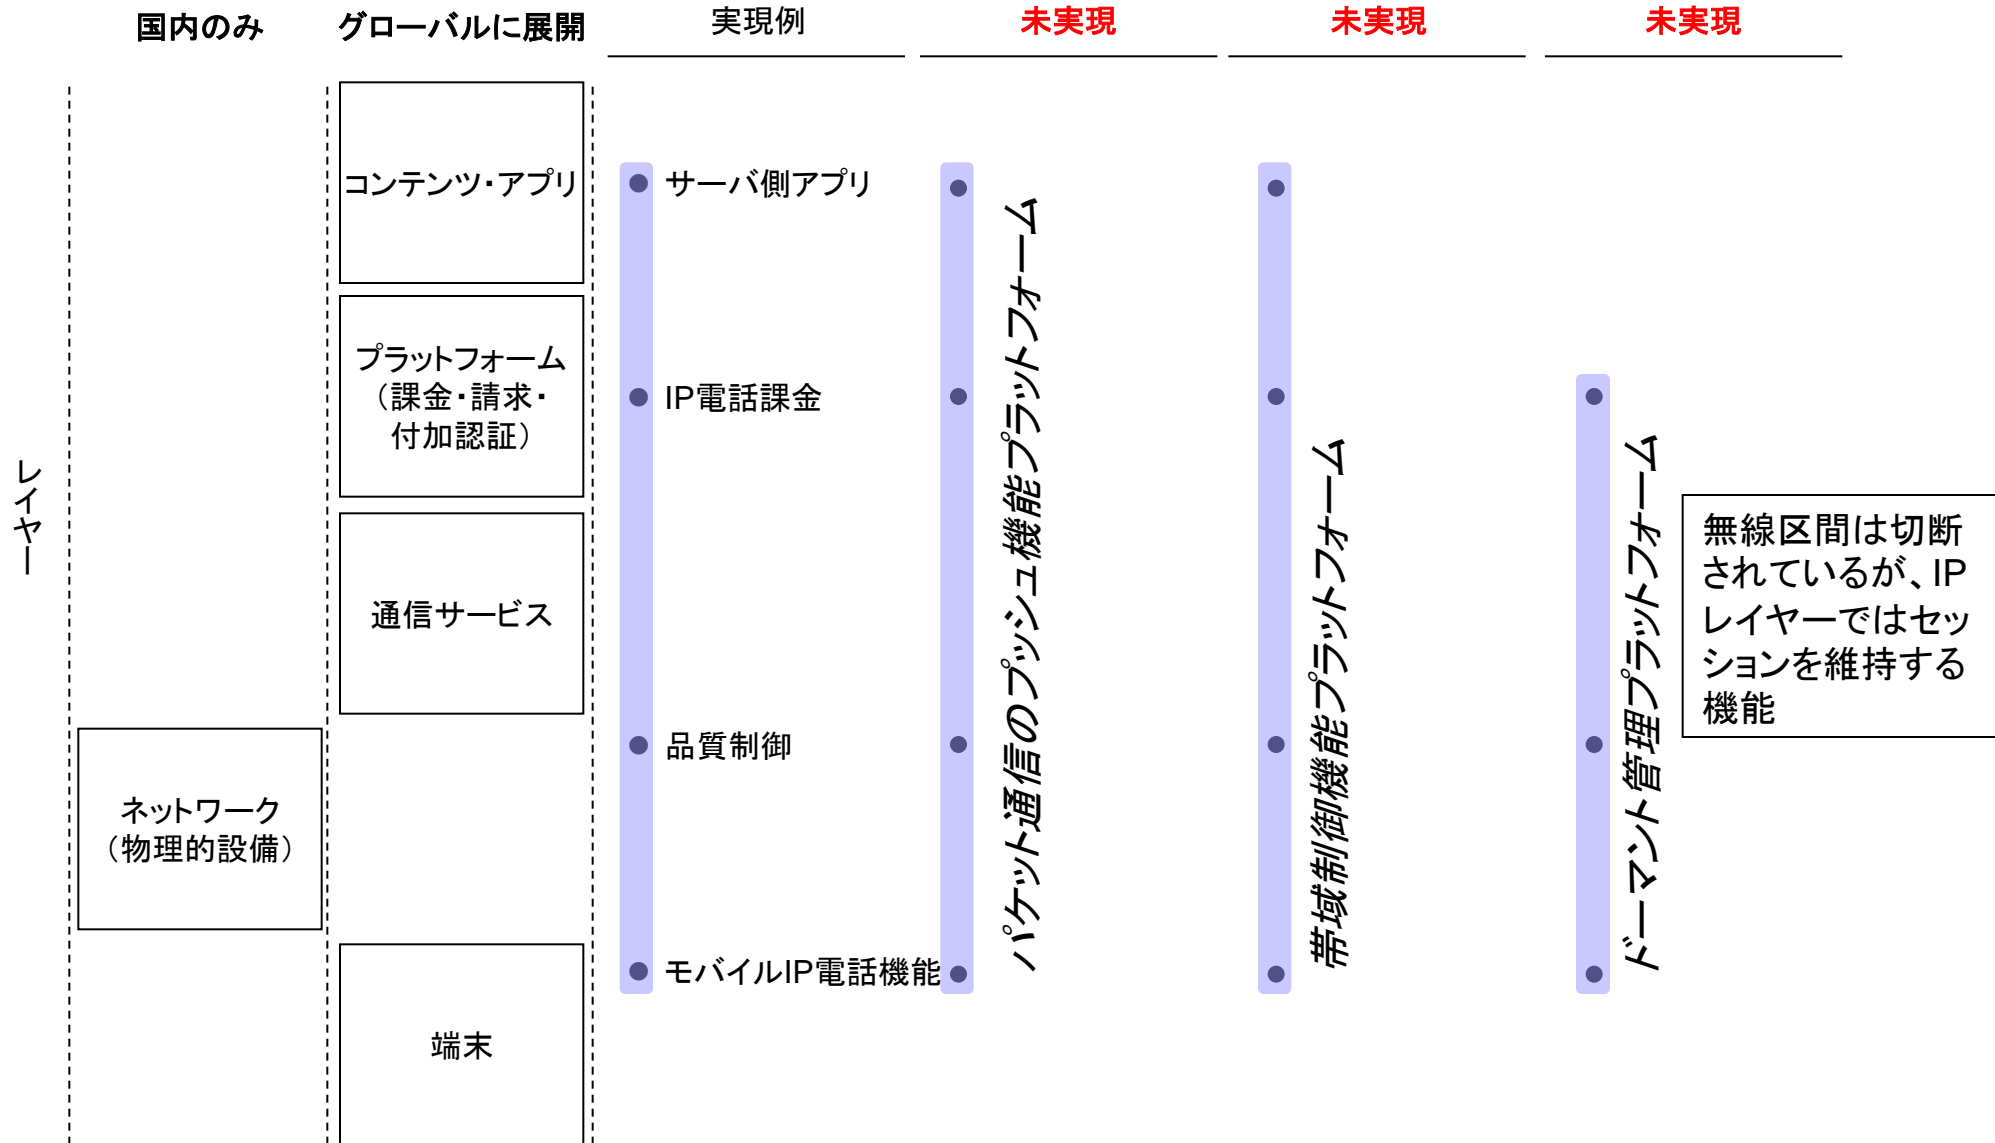 国内のみ
グローバルに展開
実現例
未実現
未実現
未実現
レイヤー
コンテンツ・アプリ
プラットフォーム
（課金・請求・
付加認証）
通信サービス
ネットワーク
（物理的設備）
端末
サーバ側アプリ
IP電話課金
品質制御
モバイルIP電話機能
パケット通信のプッシュ機能プラットフォーム
帯域制御機能プラットフォーム
ドーマント管理プラットフォーム
無線区間は切断
されているが、IP
レイヤーではセッ
ションを維持する
機能